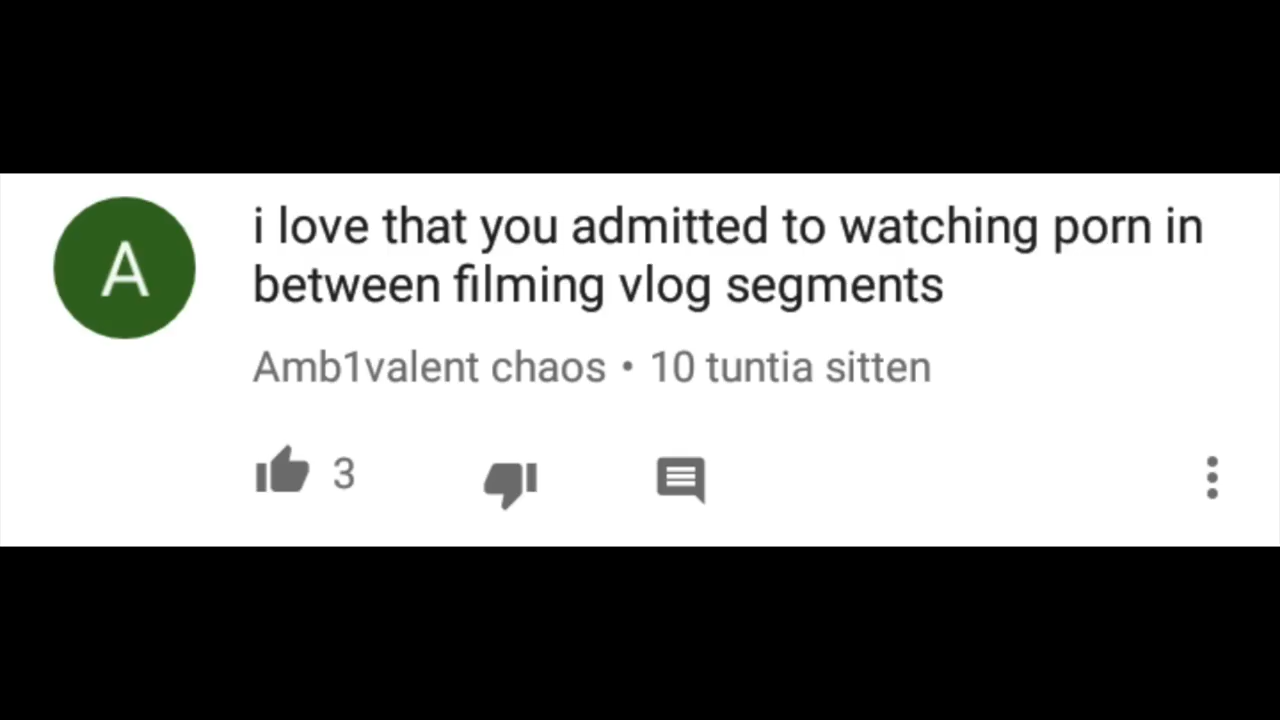 A
i love that you admitted to watching porn in
between filming vlog segments
Amb1valent chaos • 10 tuntia sitten
3